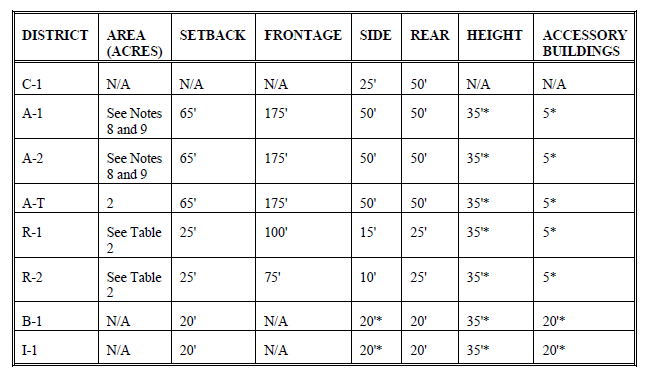 DISTRICT AREA (ACRES) SETBACK FRONTAGE SIDE REAR HEIGHT ACCESSORY BUILDINGS
C-1 N/A N/A N/A 25' 50' N/A N/A
A-1 See Notes 8 and 9 65' 175' 50' 50' 35'* 5*
A-2 See Notes 8 and 9 65' 175' 50' 50' 35'* 5*
A-T 2 65' 175' 50' 50' 35'* 5*
R-1 See Table 2 25' 100' 15' 25' 35'* 5*
R-2 See Table 2 25' 75' 10' 25' 35'* 5*
B-1 N/A 20' N/A 20'* 20' 35'* 20'*
I-1 N/A 20' N/A 20'* 20' 35'* 20'*